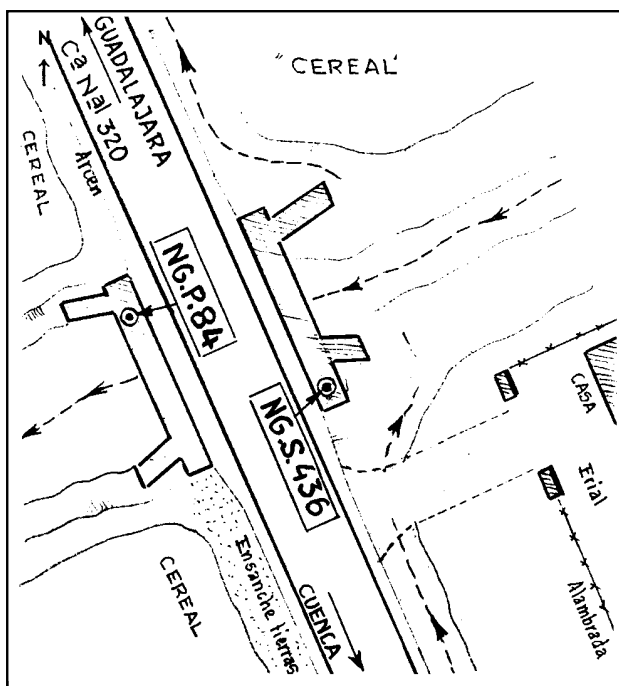 N
GUADALAJARA
Cª Nal 320
"CEREAL"
CEREAL
Arcen
NG.P.84
NG.S.436
CASA
Erial
Alambrada
Ensanche tierras
CEREAL
CUENCA